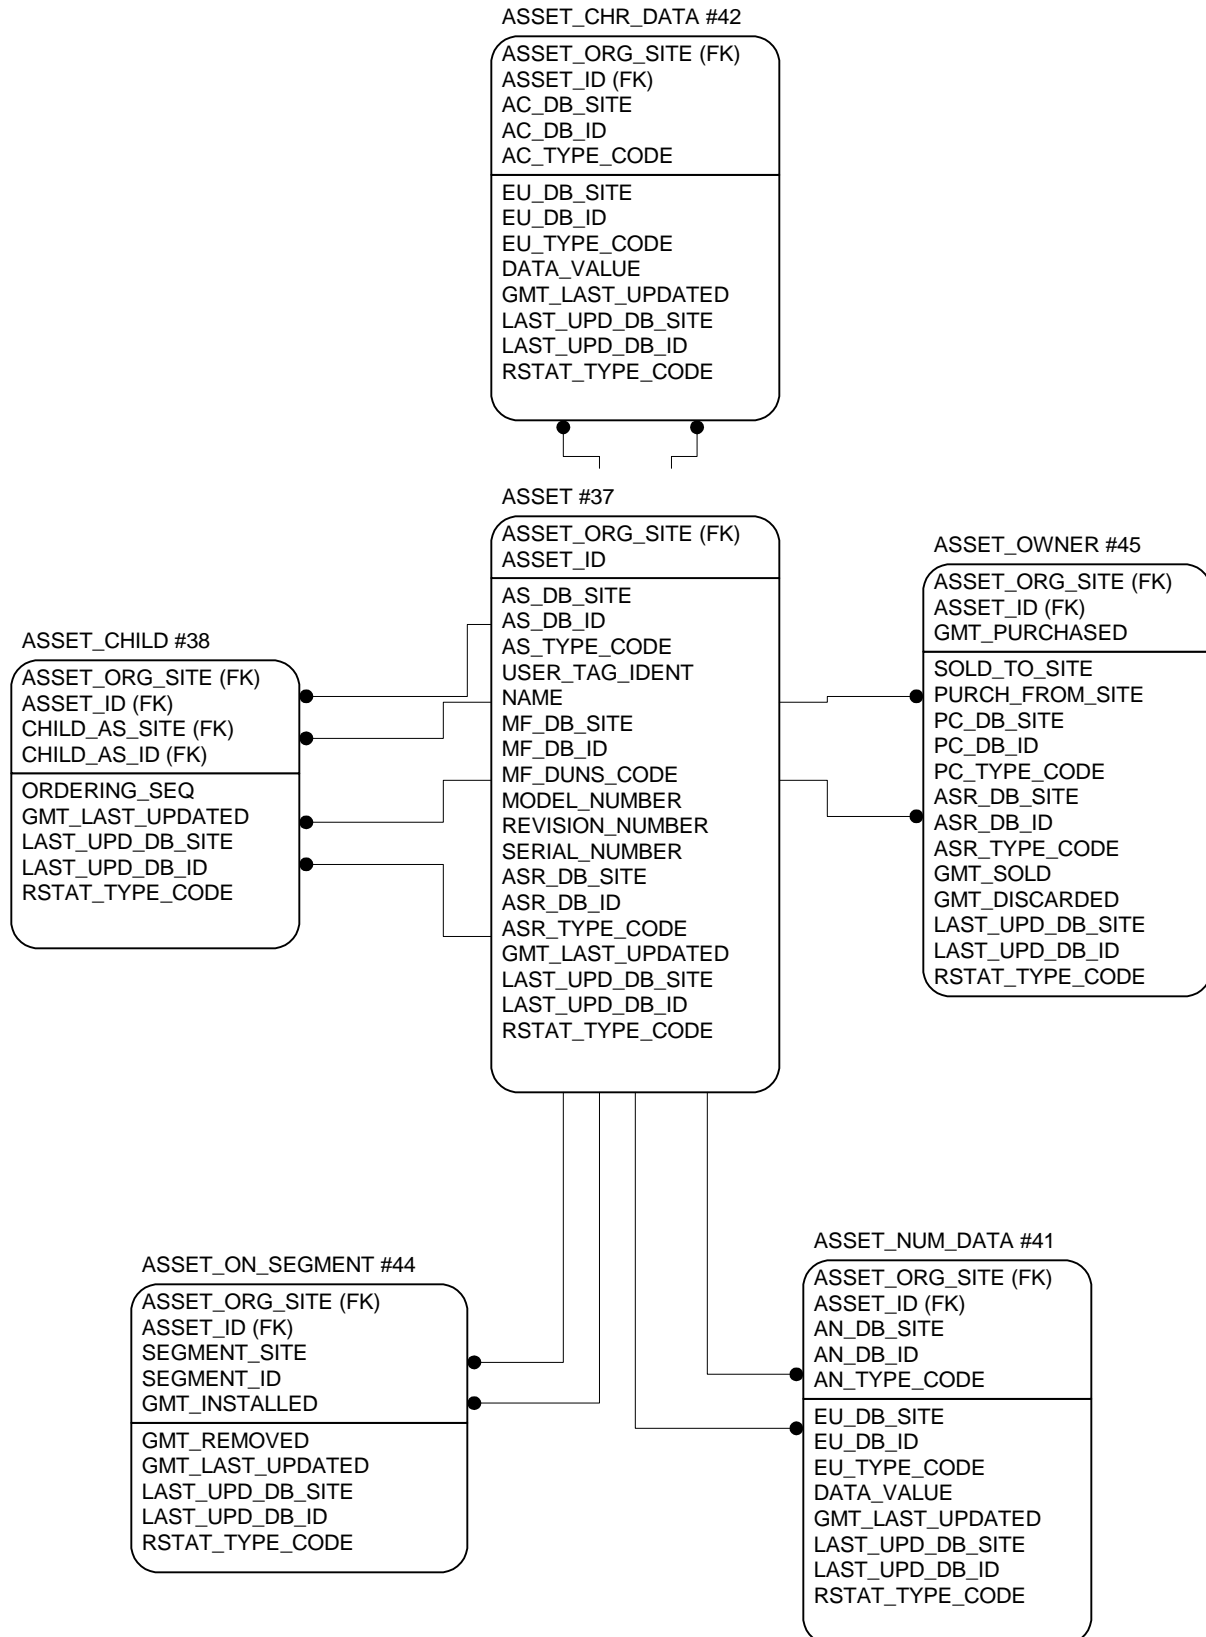 ASSET_CHR_DATA #42
ASSET_ORG_SITE (FK)
ASSET_ID (FK)
AC_DB_SITE
AC_DB_ID
AC_TYPE_CODE
EU_DB_SITE
EU_DB_ID
EU_TYPE_CODE
DATA_VALUE
GMT_LAST_UPDATED
LAST_UPD_DB_SITE
LAST_UPD_DB_ID
RSTAT_TYPE_CODE
ASSET #37
ASSET_ORG_SITE (FK)
ASSET_ID
AS_DB_SITE
AS_DB_ID
AS_TYPE_CODE
USER_TAG_IDENT
NAME
MF_DB_SITE
MF_DB_ID
MF_DUNS_CODE
MODEL_NUMBER
REVISION_NUMBER
SERIAL_NUMBER
ASR_DB_SITE
ASR_DB_ID
ASR_TYPE_CODE
GMT_LAST_UPDATED
LAST_UPD_DB_SITE
LAST_UPD_DB_ID
RSTAT_TYPE_CODE
ASSET_OWNER #45
ASSET_ORG_SITE (FK)
ASSET_ID (FK)
GMT_PURCHASED
SOLD_TO_SITE
PURCH_FROM_SITE
PC_DB_SITE
PC_DB_ID
PC_TYPE_CODE
ASR_DB_SITE
ASR_DB_ID
ASR_TYPE_CODE
GMT_SOLD
GMT_DISCARDED
LAST_UPD_DB_SITE
LAST_UPD_DB_ID
RSTAT_TYPE_CODE
ASSET_CHILD #38
ASSET_ORG_SITE (FK)
ASSET_ID (FK)
CHILD_AS_SITE (FK)
CHILD_AS_ID (FK)
ORDERING_SEQ
GMT_LAST_UPDATED
LAST_UPD_DB_SITE
LAST_UPD_DB_ID
RSTAT_TYPE_CODE
ASSET_ON_SEGMENT #44
ASSET_ORG_SITE (FK)
ASSET_ID (FK)
SEGMENT_SITE
SEGMENT_ID
GMT_INSTALLED
GMT_REMOVED
GMT_LAST_UPDATED
LAST_UPD_DB_SITE
LAST_UPD_DB_ID
RSTAT_TYPE_CODE
ASSET_NUM_DATA #41
ASSET_ORG_SITE (FK)
ASSET_ID (FK)
AN_DB_SITE
AN_DB_ID
AN_TYPE_CODE
EU_DB_SITE
EU_DB_ID
EU_TYPE_CODE
DATA_VALUE
GMT_LAST_UPDATED
LAST_UPD_DB_SITE
LAST_UPD_DB_ID
RSTAT_TYPE_CODE